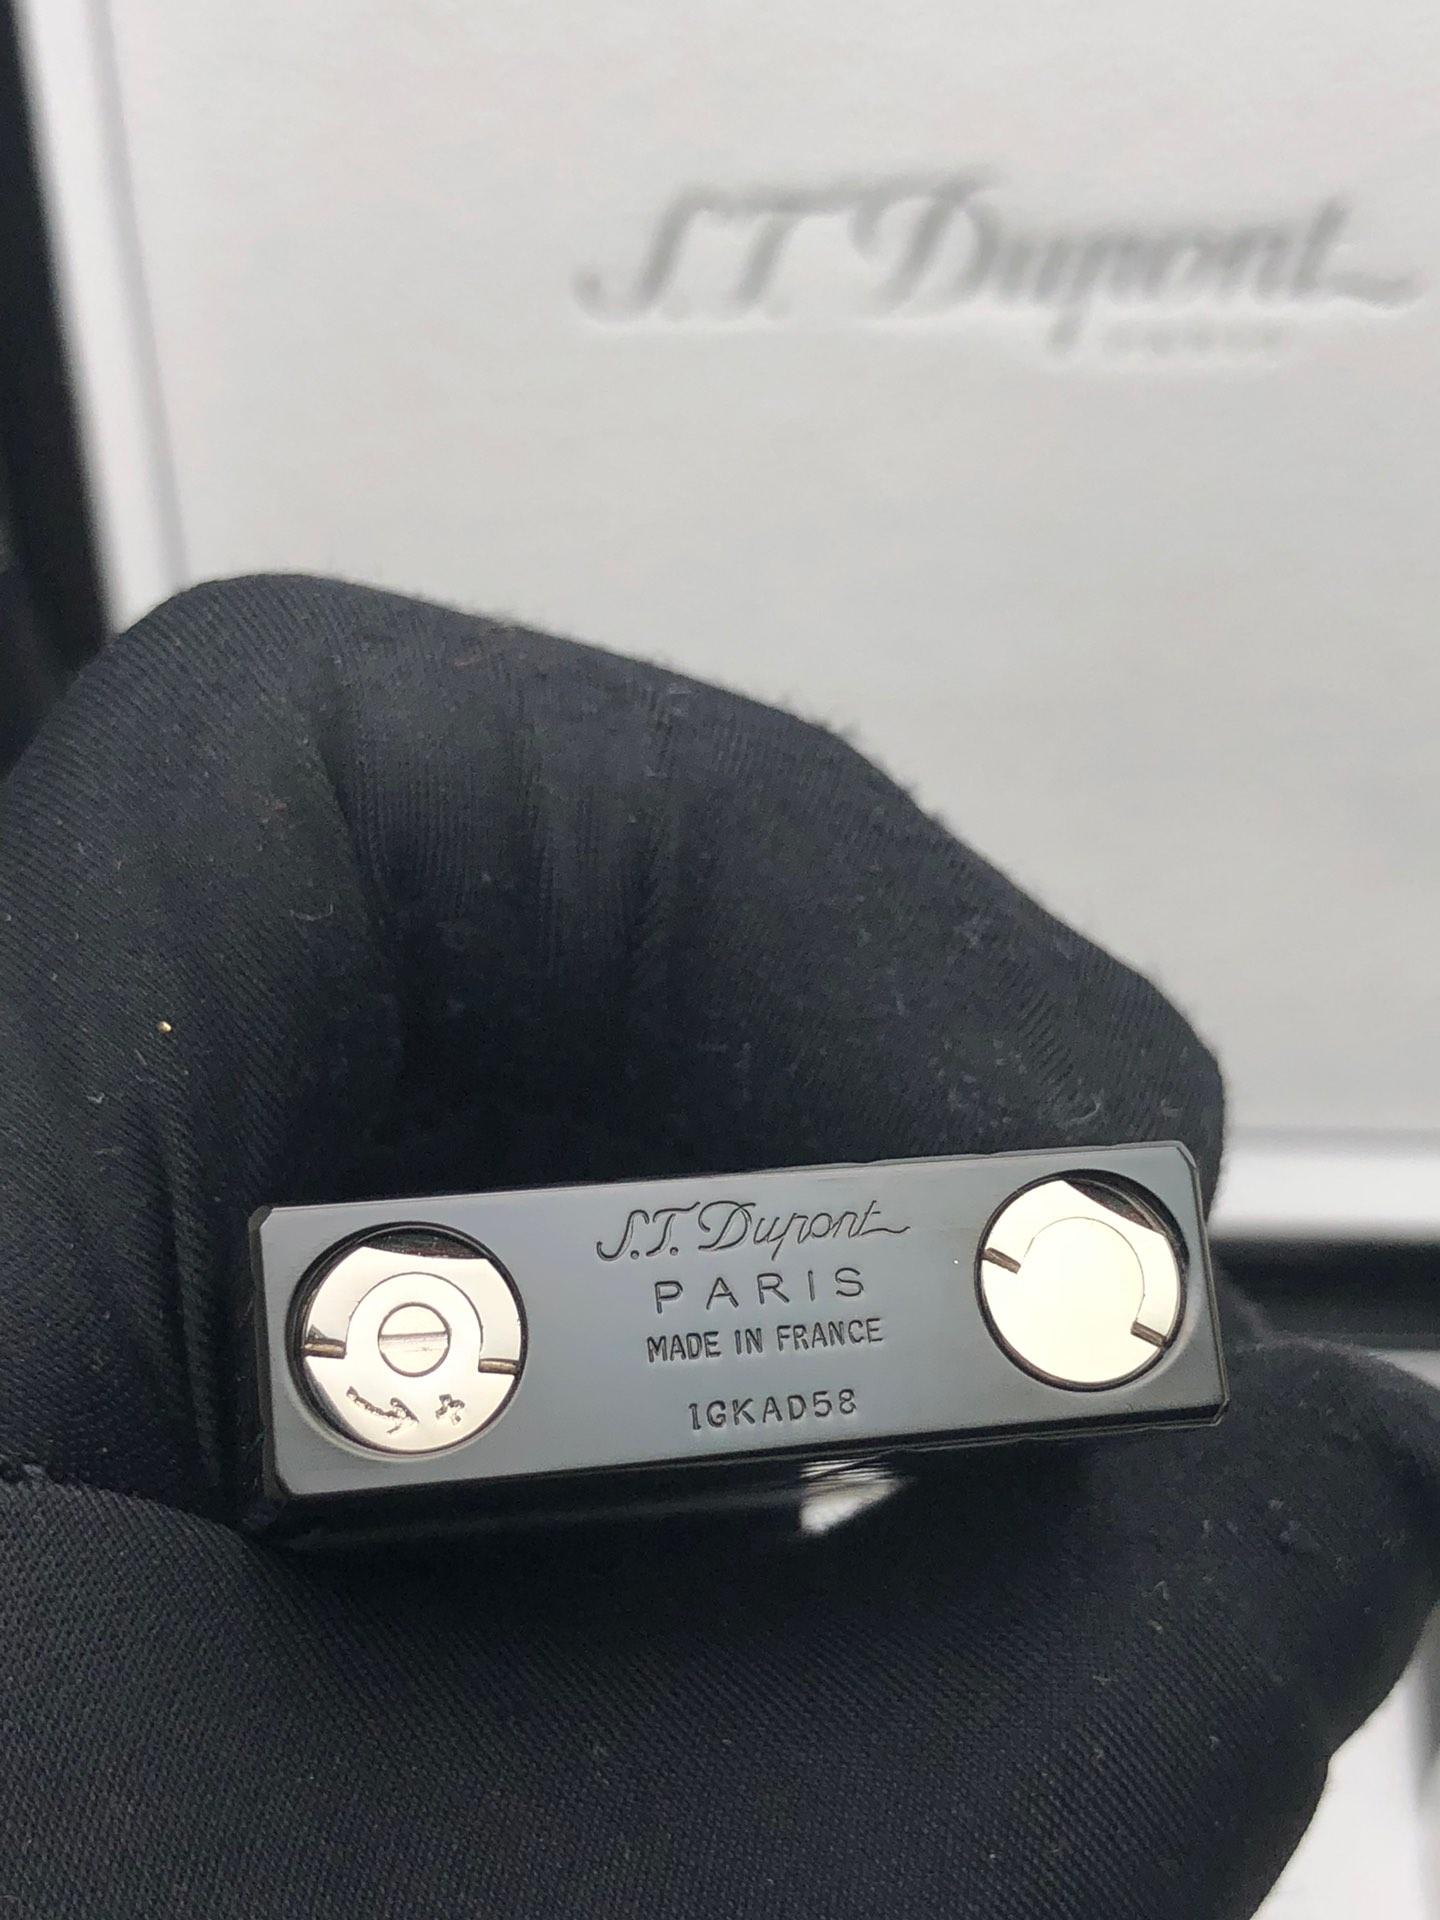 S.T. Dupont
S.T. Dupont
PARIS
MADE IN FRANCE
1GKAD58
+